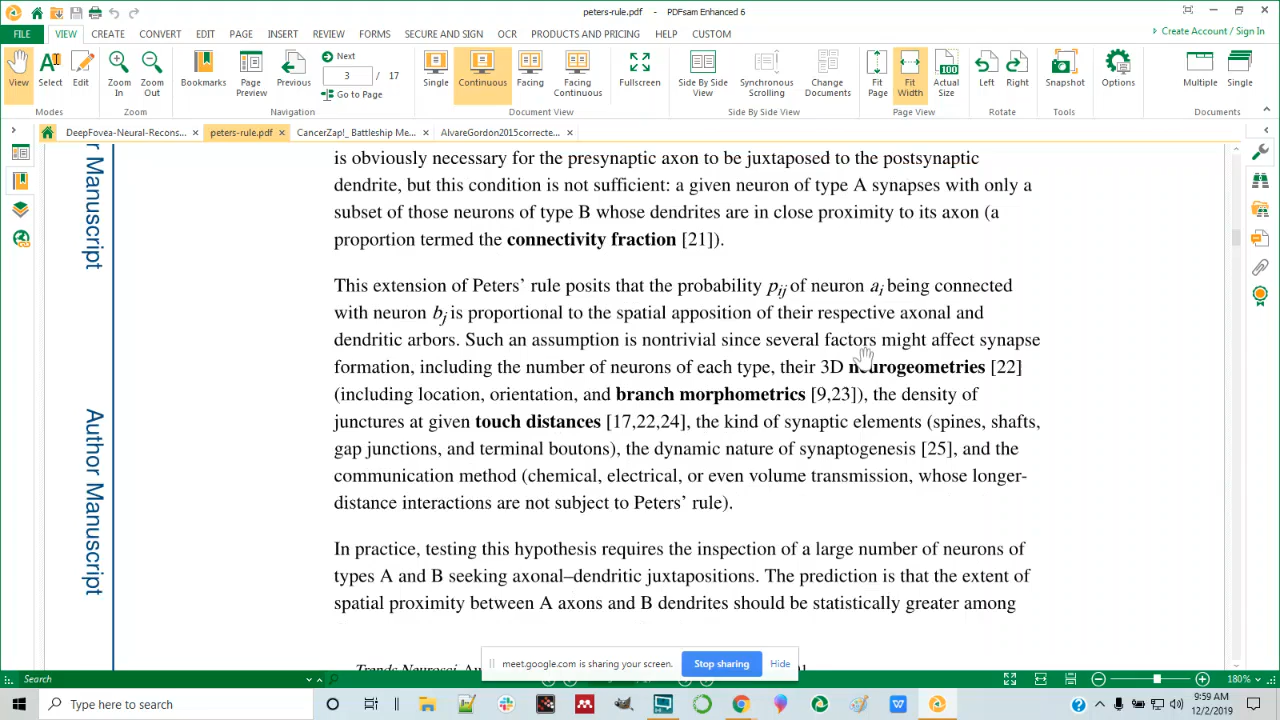 peters-rule.pdf - PDFsam Enhanced 6
FILE VIEW CREATE CONVERT EDIT PAGE INSERT REVIEW FORMS SECURE AND SIGN OCR PRODUCTS AND PRICING HELP CUSTOM
Create Account / Sign In
View Select Edit
Modes
Zoom In Zoom Out
Zoom
Bookmarks Page Preview Previous
Next
3 / 17
Go to Page
Navigation
Single Continuous Facing Facing Continuous
Fullscreen
Document View
Side By Side View Synchronous Scrolling Change Documents
Side By Side View
Fit Page Fit Width Actual Size
100
Page View
Left Right
Rotate
Snapshot
Tools
Options
Multiple Single
Documents
DeepFovea-Neural-Recons... × peters-rule.pdf × CancerZap!_ Battleship Me... × AlvareGordon2015correcte... ×
r Manuscript
Author Manuscript
is obviously necessary for the presynaptic axon to be juxtaposed to the postsynaptic
dendrite, but this condition is not sufficient: a given neuron of type A synapses with only a
subset of those neurons of type B whose dendrites are in close proximity to its axon (a
proportion termed the connectivity fraction [21]).
This extension of Peters’ rule posits that the probability pij of neuron ai being connected
with neuron bj is proportional to the spatial apposition of their respective axonal and
dendritic arbors. Such an assumption is nontrivial since several factors might affect synapse
formation, including the number of neurons of each type, their 3D neurogeometries [22]
(including location, orientation, and branch morphometrics [9,23]), the density of
junctures at given touch distances [17,22,24], the kind of synaptic elements (spines, shafts,
gap junctions, and terminal boutons), the dynamic nature of synaptogenesis [25], and the
communication method (chemical, electrical, or even volume transmission, whose longer-
distance interactions are not subject to Peters’ rule).
In practice, testing this hypothesis requires the inspection of a large number of neurons of
types A and B seeking axonal–dendritic juxtapositions. The prediction is that the extent of
spatial proximity between A axons and B dendrites should be statistically greater among
Trends Neurosci. Au
meet.google.com is sharing your screen. Stop sharing Hide
Search
180%
Type here to search
9:59 AM
12/2/2019